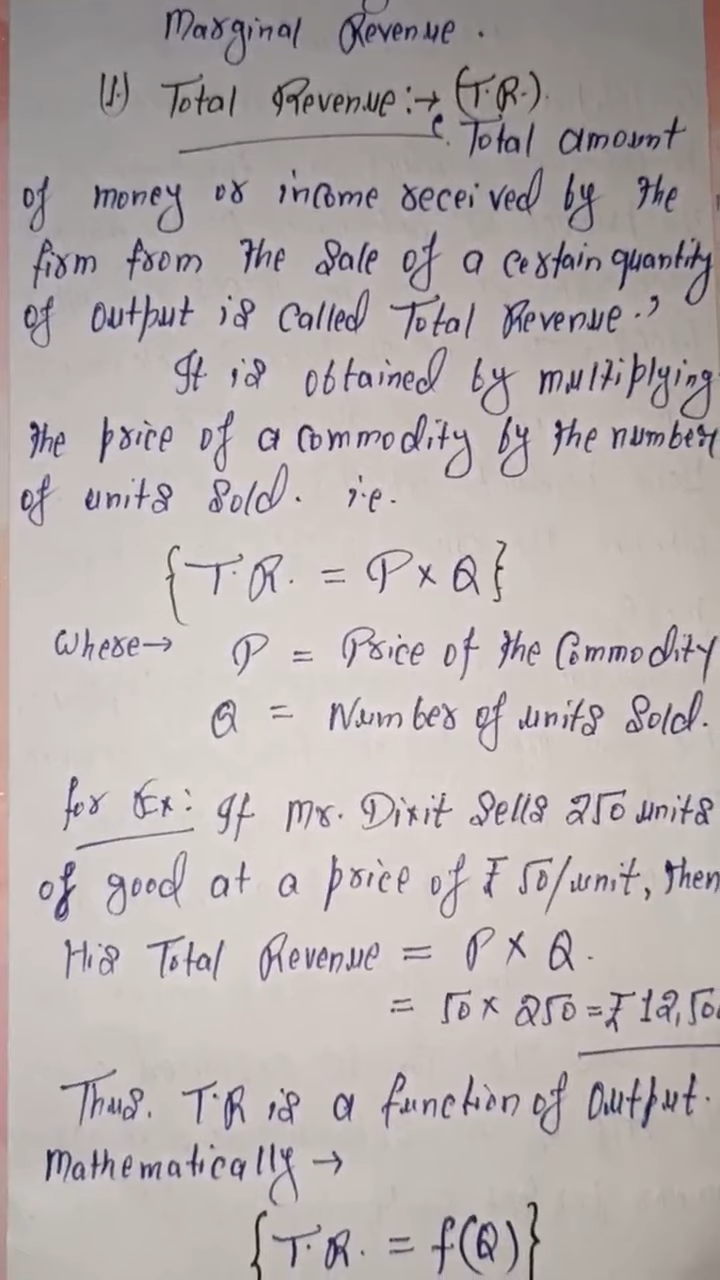 Marginal Revenue.
(1.) Total Revenue :→ (T.R.)
Total amount
of money or income received by the
firm from the sale of a certain quantity
of output is called Total Revenue."
It is obtained by multiplying
the price of a commodity by the number
of units sold. i.e.
{T.R. = P x Q}
Where→ P = Price of the Commodity
Q = Number of units sold.
for Ex: If Mr. Dixit sells 250 units
of good at a price of ₹ 50/unit, then
His Total Revenue = P X Q.
= 50 x 250 = ₹ 12,50
Thus. T.R is a function of output.
Mathematically →
{T.R. = f(Q)}